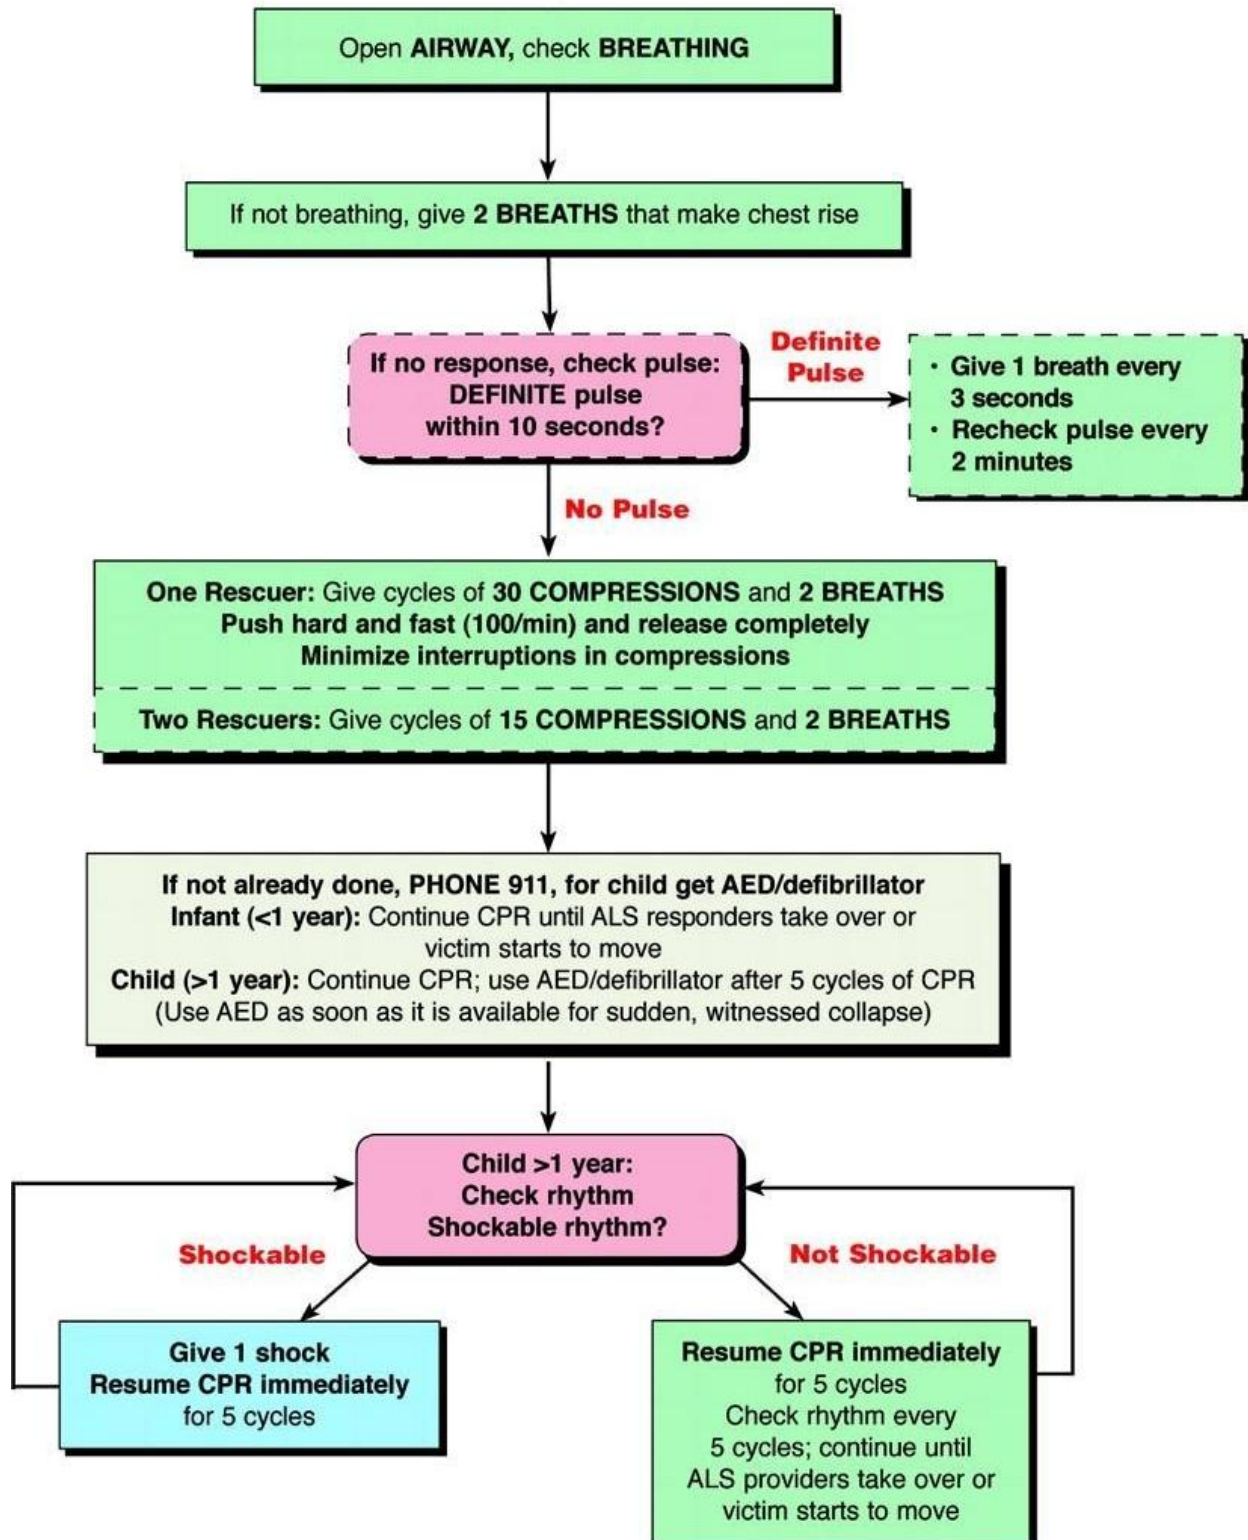 Open AIRWAY, check BREATHING
If not breathing, give 2 BREATHS that make chest rise
If no response, check pulse:
DEFINITE pulse
within 10 seconds?
Definite
Pulse
• Give 1 breath every
3 seconds
• Recheck pulse every
2 minutes
No Pulse
One Rescuer: Give cycles of 30 COMPRESSIONS and 2 BREATHS
Push hard and fast (100/min) and release completely
Minimize interruptions in compressions
Two Rescuers: Give cycles of 15 COMPRESSIONS and 2 BREATHS
If not already done, PHONE 911, for child get AED/defibrillator
Infant (<1 year): Continue CPR until ALS responders take over or
victim starts to move
Child (>1 year): Continue CPR; use AED/defibrillator after 5 cycles of CPR
(Use AED as soon as it is available for sudden, witnessed collapse)
Child >1 year:
Check rhythm
Shockable rhythm?
Shockable
Not Shockable
Give 1 shock
Resume CPR immediately
for 5 cycles
Resume CPR immediately
for 5 cycles
Check rhythm every
5 cycles; continue until
ALS providers take over or
victim starts to move